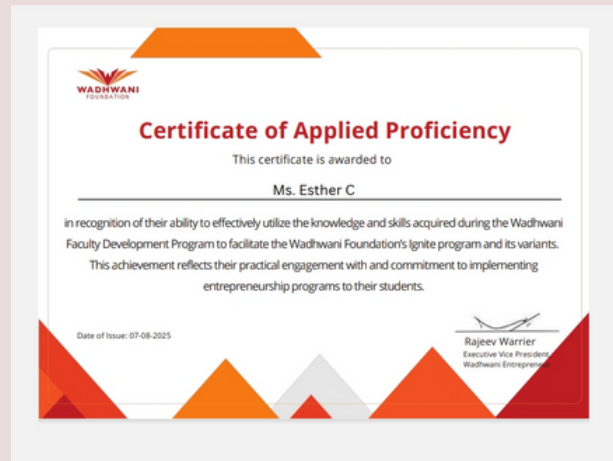 WADHWANI
FOUNDATION
Certificate of Applied Proficiency
This certificate is awarded to
Ms. Esther C
in recognition of their ability to effectively utilize the knowledge and skills acquired during the Wadhwani
Faculty Development Program to facilitate the Wadhwani Foundation's Ignite program and its variants.
This achievement reflects their practical engagement with and commitment to implementing
entrepreneurship programs to their students.
Date of Issue: 07-08-2025
Rajeev Warrier
Executive Vice President
Wadhwani Entrepreneur